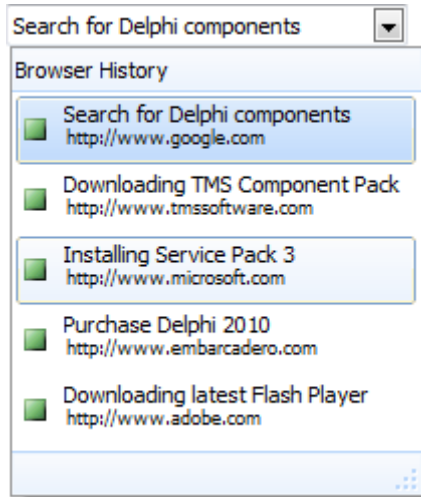 Search for Delphi components
Browser History
Search for Delphi components
http://www.google.com
Downloading TMS Component Pack
http://www.tmssoftware.com
Installing Service Pack 3
http://www.microsoft.com
Purchase Delphi 2010
http://www.embarcadero.com
Downloading latest Flash Player
http://www.adobe.com